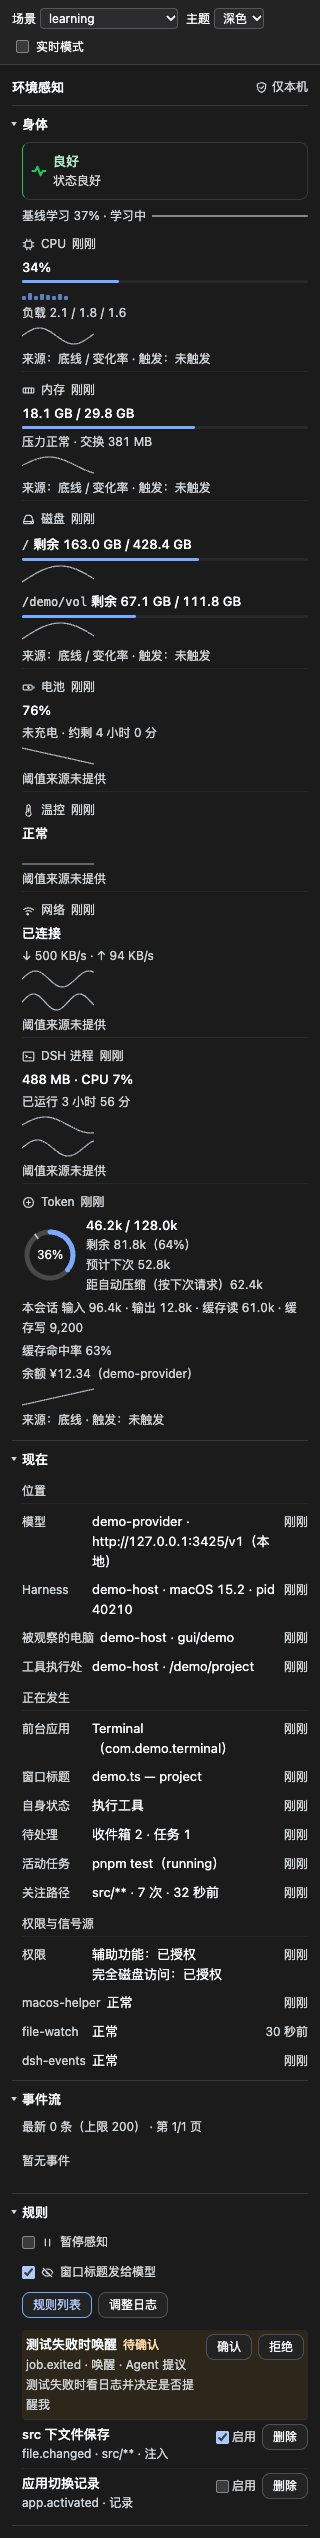 场景 learning 主题 深色
实时模式
环境感知 仅本机
身体
良好
状态良好
基线学习 37% · 学习中
CPU 刚刚
34%
负载 2.1 / 1.8 / 1.6
来源：底线 / 变化率 · 触发：未触发
内存 刚刚
18.1 GB / 29.8 GB
压力正常 · 交换 381 MB
来源：底线 / 变化率 · 触发：未触发
磁盘 刚刚
/ 剩余 163.0 GB / 428.4 GB
/demo/vol 剩余 67.1 GB / 111.8 GB
来源：底线 / 变化率 · 触发：未触发
电池 刚刚
76%
未充电 · 约剩 4 小时 0 分
阈值来源未提供
温控 刚刚
正常
阈值来源未提供
网络 刚刚
已连接
↓ 500 KB/s · ↑ 94 KB/s
阈值来源未提供
DSH 进程 刚刚
488 MB · CPU 7%
已运行 3 小时 56 分
阈值来源未提供
Token 刚刚
36%
46.2k / 128.0k
剩余 81.8k（64%）
预计下次 52.8k
距自动压缩（按下次请求）62.4k
本会话 输入 96.4k · 输出 12.8k · 缓存读 61.0k · 缓
存写 9,200
缓存命中率 63%
余额 ¥12.34（demo-provider）
来源：底线 · 触发：未触发
现在
位置
模型 demo-provider · 刚刚
http://127.0.0.1:3425/v1（本
地）
Harness demo-host · macOS 15.2 · pid 刚刚
40210
被观察的电脑 demo-host · gui/demo 刚刚
工具执行处 demo-host · /demo/project 刚刚
正在发生
前台应用 Terminal 刚刚
（com.demo.terminal）
窗口标题 demo.ts — project 刚刚
自身状态 执行工具 刚刚
待处理 收件箱 2 · 任务 1 刚刚
活动任务 pnpm test（running） 刚刚
关注路径 src/** · 7 次 · 32 秒前 刚刚
权限与信号源
权限 辅助功能：已授权 刚刚
完全磁盘访问：已授权
macos-helper 正常 刚刚
file-watch 正常 30 秒前
dsh-events 正常 刚刚
事件流
最新 0 条（上限 200） · 第 1/1 页
暂无事件
规则
暂停感知
窗口标题发给模型
规则列表 调整日志
测试失败时唤醒 待确认 确认 拒绝
job.exited · 唤醒 · Agent 提议
测试失败时看日志并决定是否提
醒我
src 下文件保存 启用 删除
file.changed · src/** · 注入
应用切换记录 启用 删除
app.activated · 记录